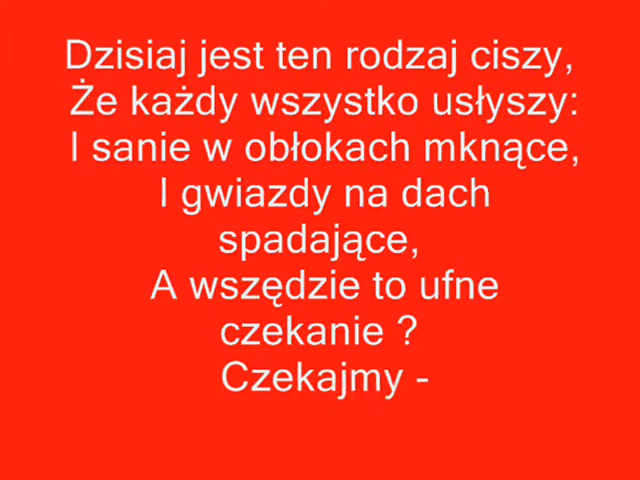 Dzisiaj jest ten rodzaj ciszy,
Że każdy wszystko usłyszy:
I sanie w obłokach mknące,
I gwiazdy na dach
spadające,
A wszędzie to ufne
czekanie ?
Czekajmy -